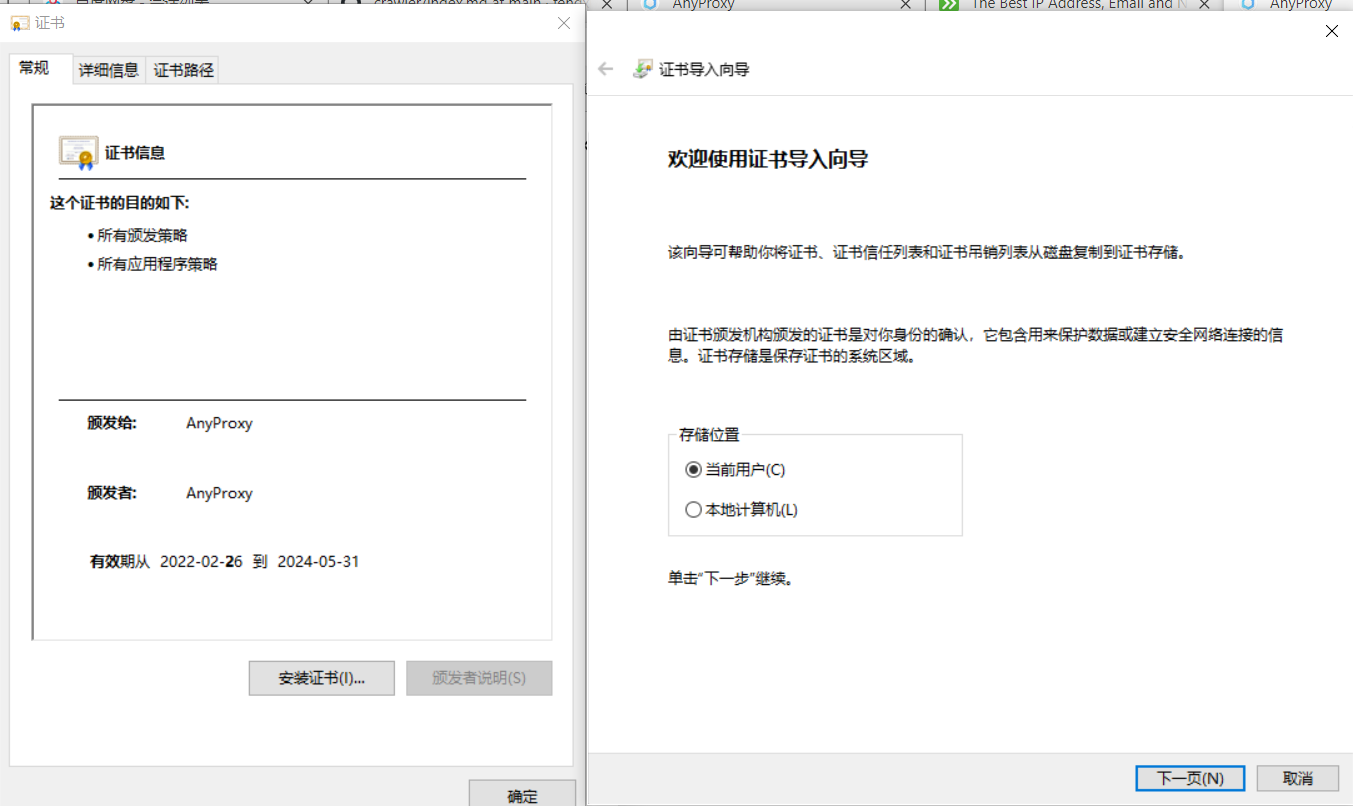 AnyProxy
The Best IP Address, Email and
AnyProxy
证书
常规
详细信息
证书路径
证书信息
这个证书的目的如下:
• 所有颁发策略
• 所有应用程序策略
颁发给: AnyProxy
颁发者: AnyProxy
有效期从 2022-02-26 到 2024-05-31
安装证书(I)...
颁发者说明(S)
确定
证书导入向导
欢迎使用证书导入向导
该向导可帮助你将证书、证书信任列表和证书吊销列表从磁盘复制到证书存储。
由证书颁发机构颁发的证书是对你身份的确认，它包含用来保护数据或建立安全网络连接的信
息。证书存储是保存证书的系统区域。
存储位置
当前用户(C)
本地计算机(L)
单击“下一步”继续。
下一页(N)
取消